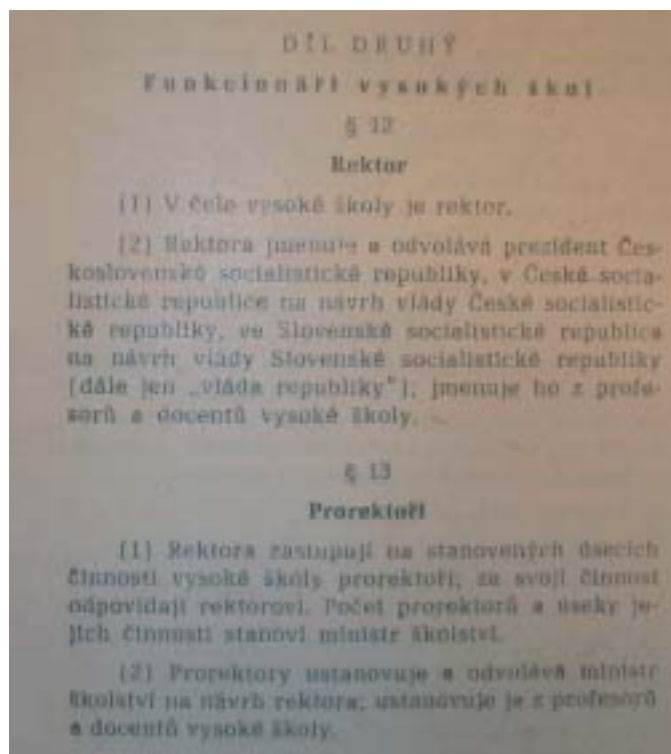 DÍL DRUHÝ
Funkcionáři vysokých škol
§ 12
Rektor
(1) V čele vysoké školy je rektor.
(2) Rektora jmenuje a odvolává prezident Čes-
koslovenské socialistické republiky, v České socia-
listické republice na návrh vlády České socialistic-
ké republiky, ve Slovenské socialistické republice
na návrh vlády Slovenské socialistické republiky
(dále jen „vláda republiky"); jmenuje ho z profe-
sorů a docentů vysoké školy.
§ 13
Prorektoři
(1) Rektora zastupují na stanovených úsecích
činnosti vysoké školy prorektoři; za svoji činnost
odpovídají rektorovi. Počet prorektorů a úseky je-
jich činnosti stanoví ministr školství.
(2) Prorektory ustanovuje a odvolává ministr
školství na návrh rektora; ustanovuje je z profesorů
a docentů vysoké školy.